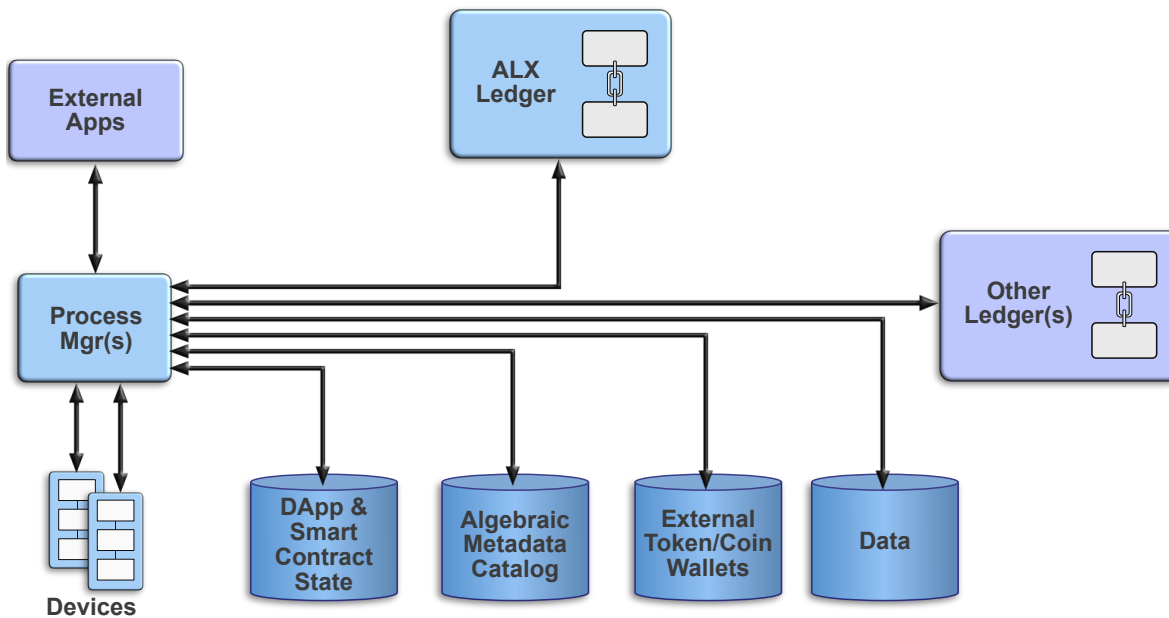 External
Apps
ALX
Ledger
Process
Mgr(s)
Other
Ledger(s)
DApp &
Smart
Contract
State
Algebraic
Metadata
Catalog
External
Token/Coin
Wallets
Data
Devices